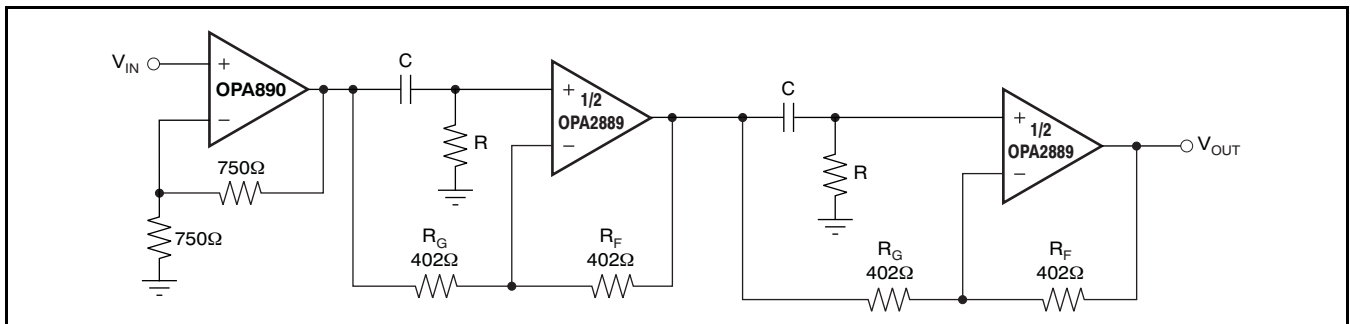 V_IN
+
OPA890
−
750Ω
750Ω
C
R
+
1/2
OPA2889
−
R_G
402Ω
R_F
402Ω
C
R
+
1/2
OPA2889
−
V_OUT
R_G
402Ω
R_F
402Ω